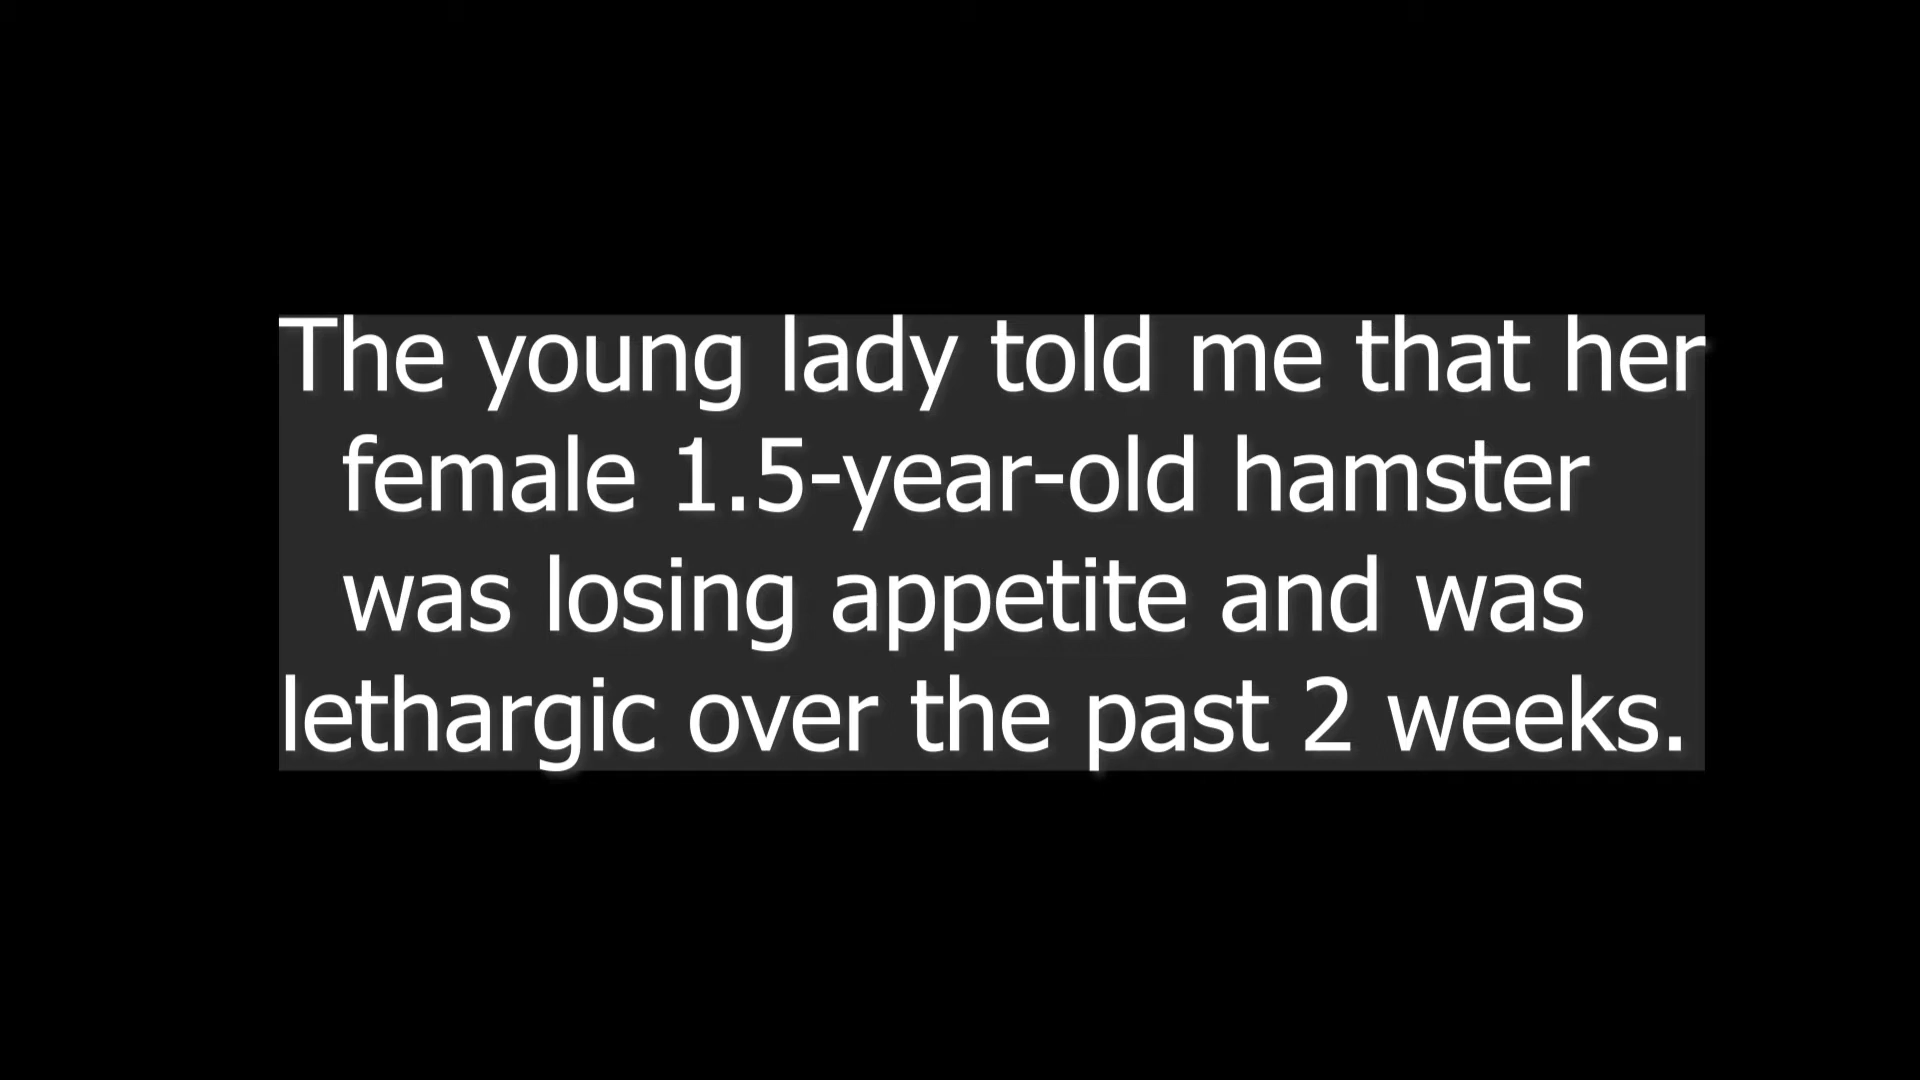 The young lady told me that her
female 1.5-year-old hamster
was losing appetite and was
lethargic over the past 2 weeks.